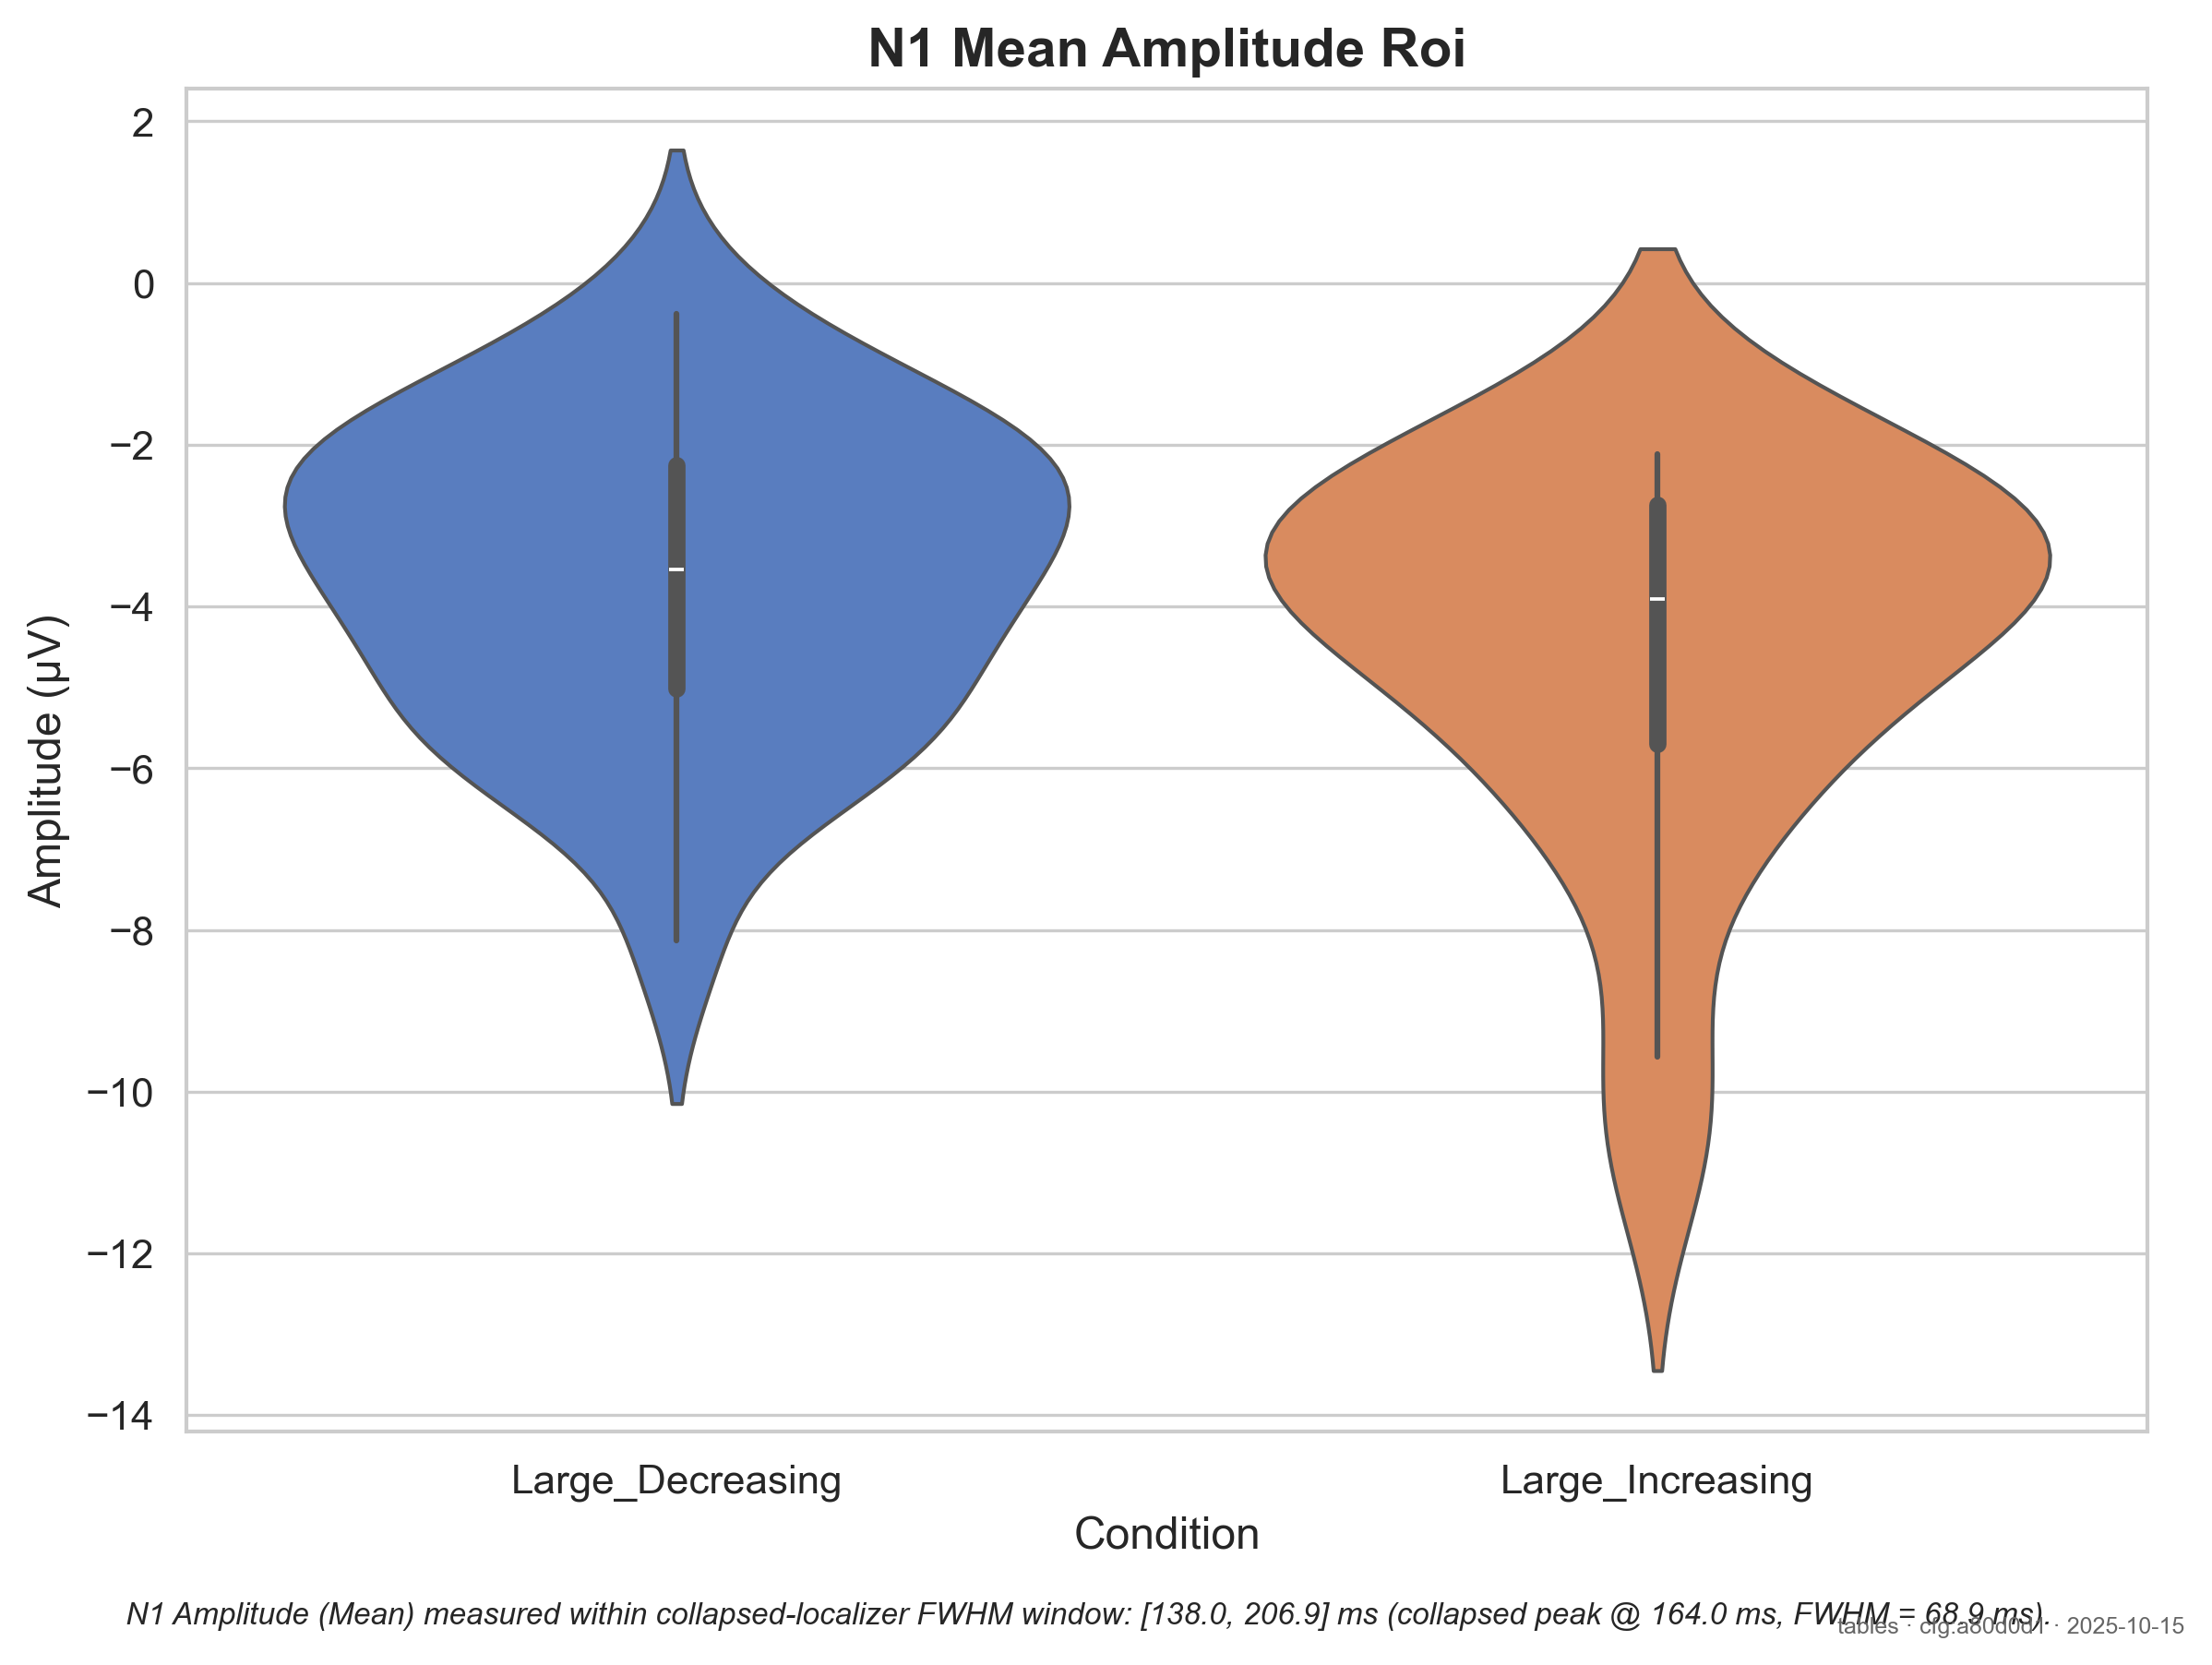 N1 Mean Amplitude Roi
Amplitude (µV)
2
0
−2
−4
−6
−8
−10
−12
−14
Large_Decreasing
Large_Increasing
Condition
N1 Amplitude (Mean) measured within collapsed-localizer FWHM window: [138.0, 206.9] ms (collapsed peak @ 164.0 ms, FWHM = 68.9 ms).
tables · cfg:a80d0d1 · 2025-10-15